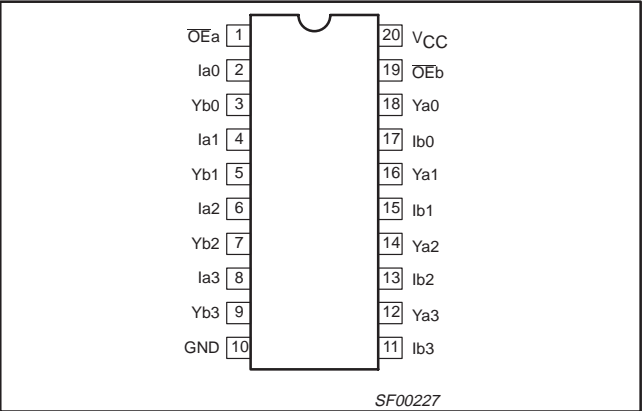 O̅E̅a 1 20 VCC
Ia0 2 19 O̅E̅b
Yb0 3 18 Ya0
Ia1 4 17 Ib0
Yb1 5 16 Ya1
Ia2 6 15 Ib1
Yb2 7 14 Ya2
Ia3 8 13 Ib2
Yb3 9 12 Ya3
GND 10 11 Ib3
SF00227